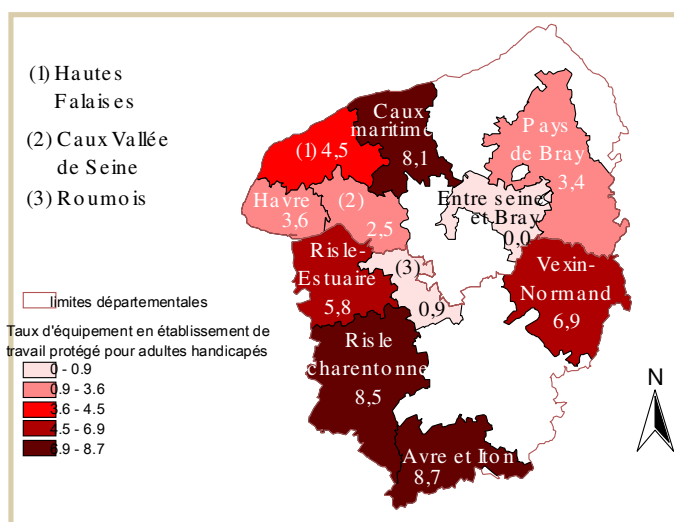 (1) Hautes
Falaises
(2) Caux Vallée
de Seine
(3) Roumois
Caux
maritime
8,1
(1) 4,5
Pays
de Bray
3,4
Havre
3,6
(2)
2,5
Entre seine
et Bray
0,0
Risle-
Estuaire
5,8
(3)
0,9
Vexin-
Normand
6,9
Risle
charentonne
8,5
Avre et Iton
8,7
N
limites départementales
Taux d'équipement en établissement de
travail protégé pour adultes handicapés
0 - 0.9
0.9 - 3.6
3.6 - 4.5
4.5 - 6.9
6.9 - 8.7